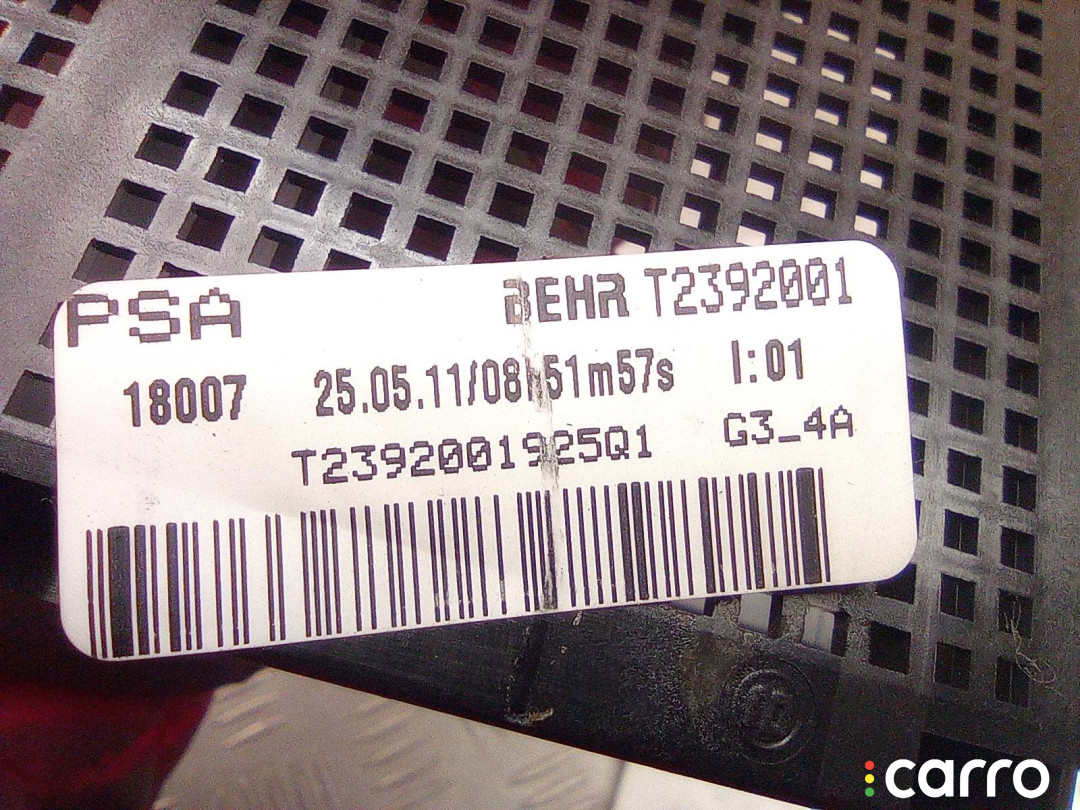 PSA BEHR T2392001
18007 25.05.11/08:51m57s I:01
T2392001925Q1 G3_4A
carro